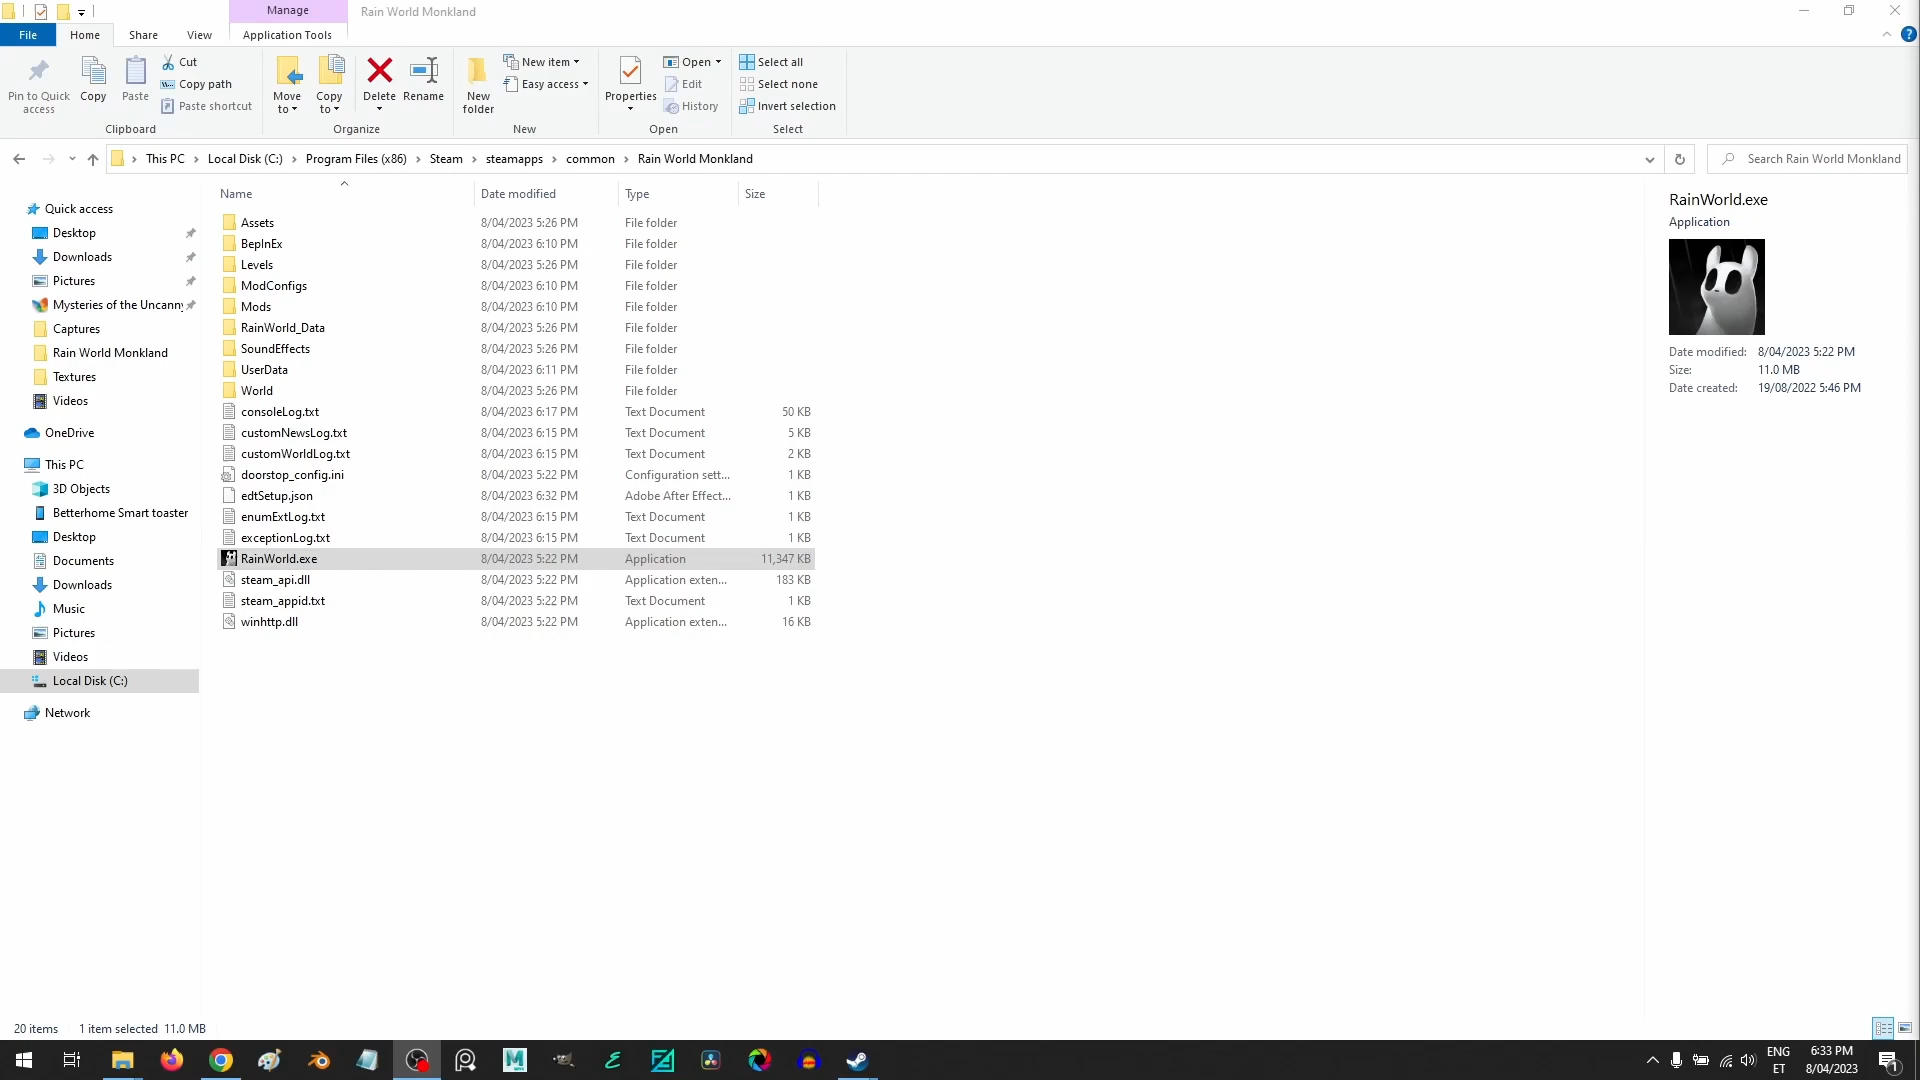 Manage
Rain World Monkland
File
Home
Share
View
Application Tools
Pin to Quick access
Copy
Paste
Cut
Copy path
Paste shortcut
Clipboard
Move to
Copy to
Delete
Rename
Organize
New folder
New item
Easy access
New
Properties
Open
Edit
History
Open
Select all
Select none
Invert selection
Select
This PC > Local Disk (C:) > Program Files (x86) > Steam > steamapps > common > Rain World Monkland
Search Rain World Monkland
Quick access
Desktop
Downloads
Pictures
Mysteries of the Uncanny
Captures
Rain World Monkland
Textures
Videos
OneDrive
This PC
3D Objects
Betterhome Smart toaster
Desktop
Documents
Downloads
Music
Pictures
Videos
Local Disk (C:)
Network
Name Date modified Type Size
Assets 8/04/2023 5:26 PM File folder
BepInEx 8/04/2023 6:10 PM File folder
Levels 8/04/2023 5:26 PM File folder
ModConfigs 8/04/2023 6:10 PM File folder
Mods 8/04/2023 6:10 PM File folder
RainWorld_Data 8/04/2023 5:26 PM File folder
SoundEffects 8/04/2023 5:26 PM File folder
UserData 8/04/2023 6:11 PM File folder
World 8/04/2023 5:26 PM File folder
consoleLog.txt 8/04/2023 6:17 PM Text Document 50 KB
customNewsLog.txt 8/04/2023 6:15 PM Text Document 5 KB
customWorldLog.txt 8/04/2023 6:15 PM Text Document 2 KB
doorstop_config.ini 8/04/2023 5:22 PM Configuration sett... 1 KB
edtSetup.json 8/04/2023 6:32 PM Adobe After Effect... 1 KB
enumExtLog.txt 8/04/2023 6:15 PM Text Document 1 KB
exceptionLog.txt 8/04/2023 6:15 PM Text Document 1 KB
RainWorld.exe 8/04/2023 5:22 PM Application 11,347 KB
steam_api.dll 8/04/2023 5:22 PM Application exten... 183 KB
steam_appid.txt 8/04/2023 5:22 PM Text Document 1 KB
winhttp.dll 8/04/2023 5:22 PM Application exten... 16 KB
RainWorld.exe
Application
Date modified: 8/04/2023 5:22 PM
Size: 11.0 MB
Date created: 19/08/2022 5:46 PM
20 items 1 item selected 11.0 MB
ENG
ET
6:33 PM
8/04/2023
1